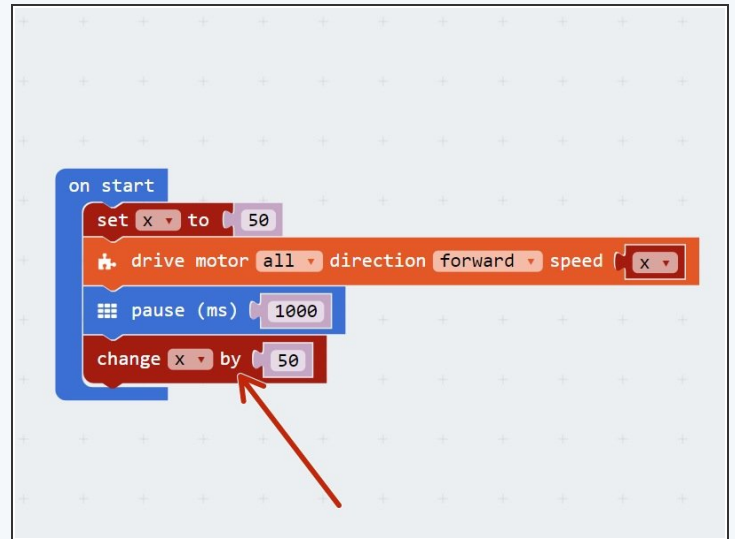 on start
set x to 50
drive motor all direction forward speed x
pause (ms) 1000
change x by 50